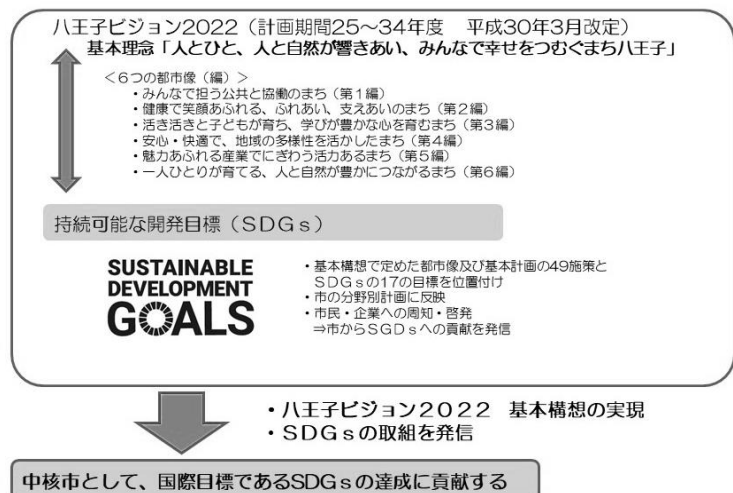 八王子ビジョン2022（計画期間25～34年度　平成30年3月改定）
基本理念「人とひと、人と自然が響きあい、みんなで幸せをつむぐまち八王子」
＜６つの都市像（編）＞
・みんなで担う公共と協働のまち（第１編）
・健康で笑顔あふれる、ふれあい、支えあいのまち（第２編）
・活き活きと子どもが育ち、学びが豊かな心を育むまち（第３編）
・安心・快適で、地域の多様性を活かしたまち（第４編）
・魅力あふれる産業でにぎわう活力あるまち（第５編）
・一人ひとりが育てる、人と自然が豊かにつながるまち（第６編）
持続可能な開発目標（ＳＤＧｓ）
SUSTAINABLE
DEVELOPMENT
GOALS
・基本構想で定めた都市像及び基本計画の49施策と
ＳＤＧｓの17の目標を位置付け
・市の分野別計画に反映
・市民・企業への周知・啓発
⇒市からＳＧＤｓへの貢献を発信
・八王子ビジョン２０２２　基本構想の実現
・ＳＤＧｓの取組を発信
中核市として、国際目標であるSDGsの達成に貢献する